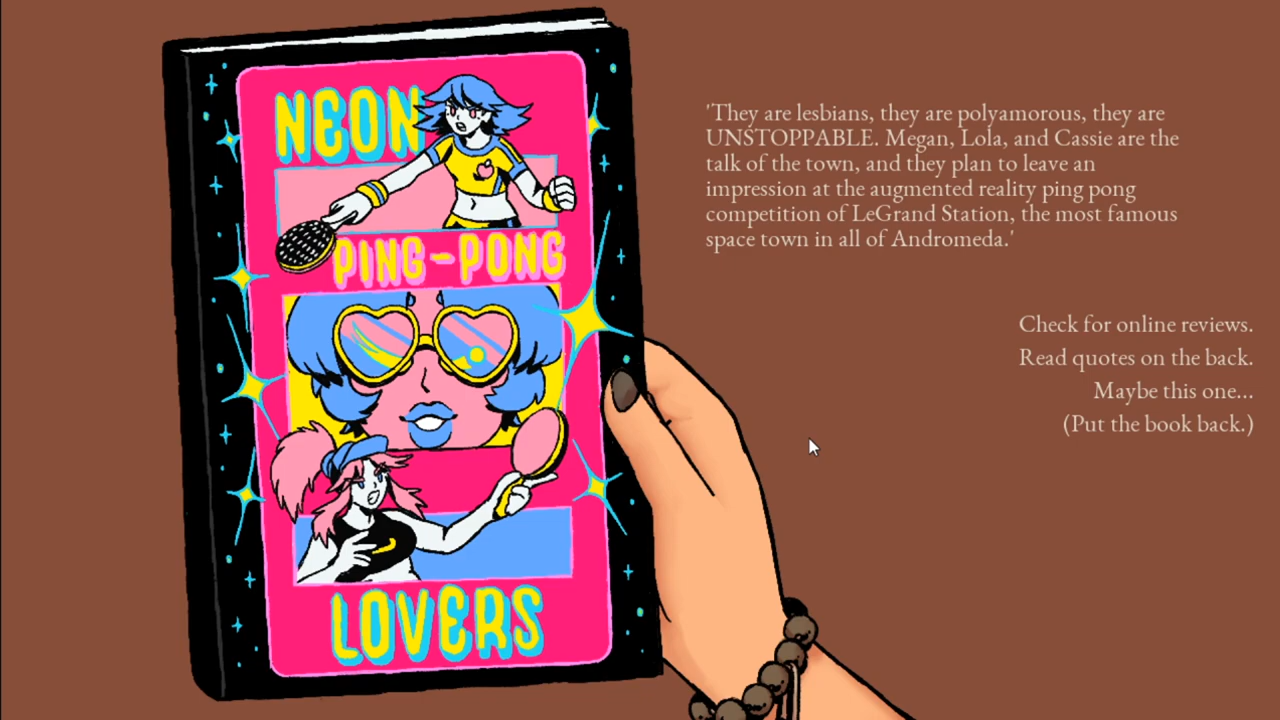 NEON
PING-PONG
LOVERS
'They are lesbians, they are polyamorous, they are
UNSTOPPABLE. Megan, Lola, and Cassie are the
talk of the town, and they plan to leave an
impression at the augmented reality ping pong
competition of LeGrand Station, the most famous
space town in all of Andromeda.'
Check for online reviews.
Read quotes on the back.
Maybe this one...
(Put the book back.)